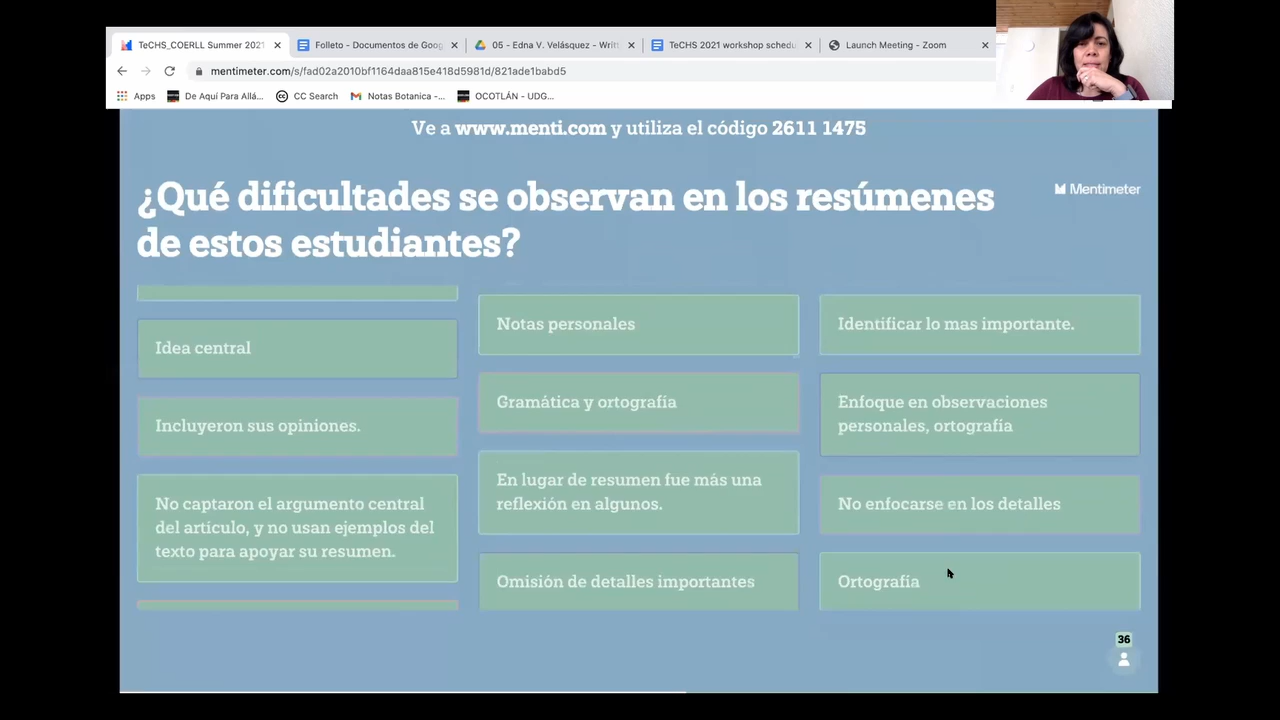 TeCHS_COERLL Summer 2021
Folleto - Documentos de Goog
05 - Edna V. Velásquez - Writt
TeCHS 2021 workshop schedu
Launch Meeting - Zoom
mentimeter.com/s/fad02a2010bf1164daa815e418d5981d/821ade1babd5
Apps
De Aquí Para Allá...
CC Search
Notas Botanica -...
OCOTLÁN - UDG...
Ve a www.menti.com y utiliza el código 2611 1475
¿Qué dificultades se observan en los resúmenes
de estos estudiantes?
Mentimeter
Idea central
Incluyeron sus opiniones.
No captaron el argumento central
del artículo, y no usan ejemplos del
texto para apoyar su resumen.
Notas personales
Gramática y ortografía
En lugar de resumen fue más una
reflexión en algunos.
Omisión de detalles importantes
Identificar lo mas importante.
Enfoque en observaciones
personales, ortografía
No enfocarse en los detalles
Ortografía
36